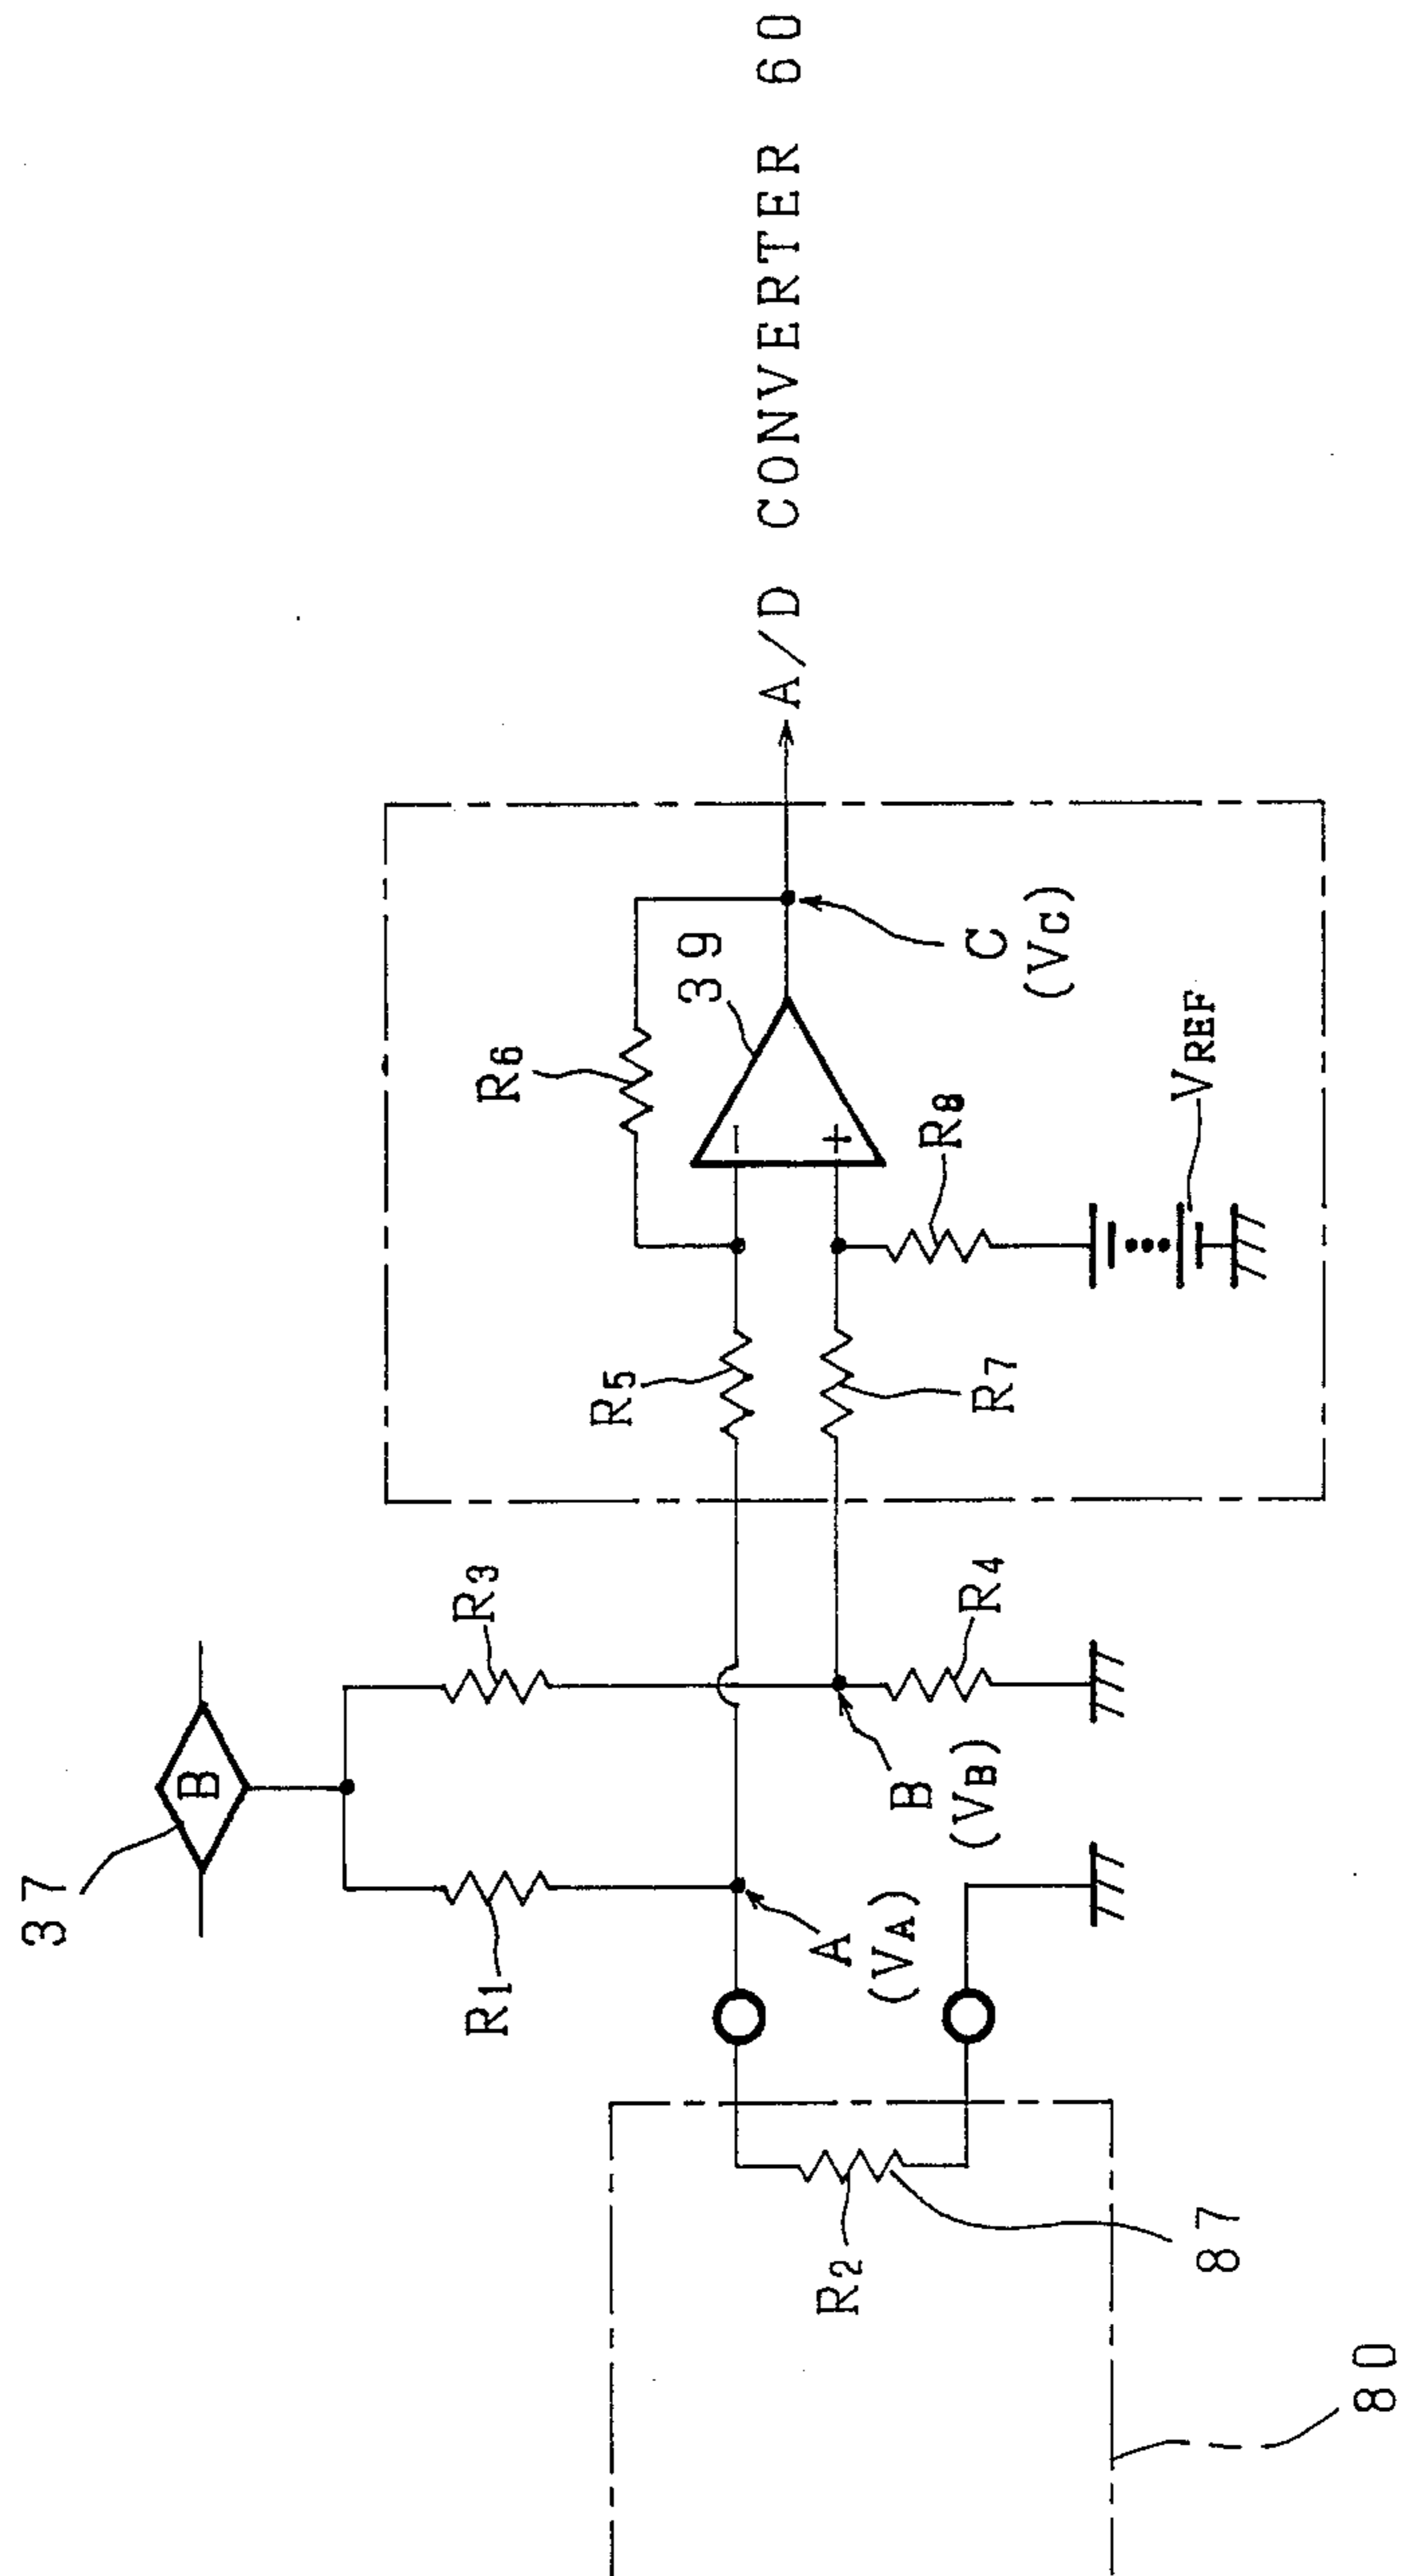 37
B
R1
R3
R2
87
80
A
(VA)
B
(VB)
R4
R5
R7
R6
39
−
+
R8
VREF
C
(VC)
A/D CONVERTER 60